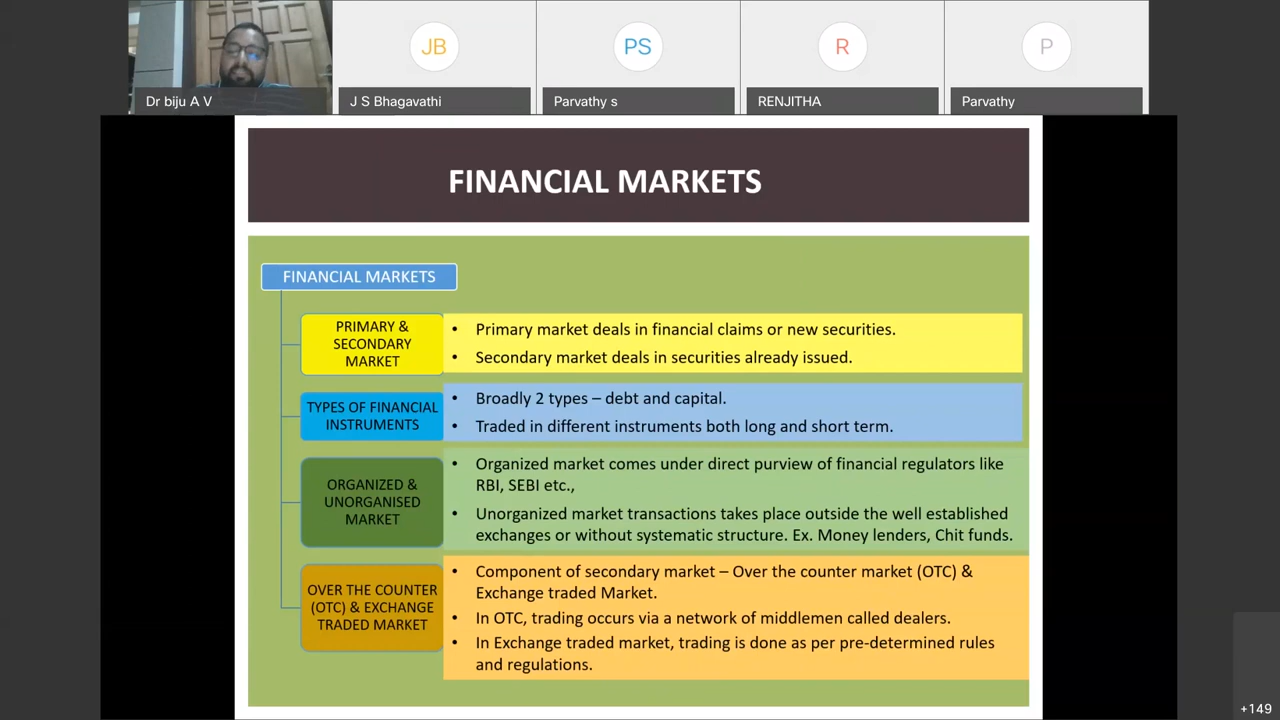 JB
PS
R
P
Dr biju A V
J S Bhagavathi
Parvathy s
RENJITHA
Parvathy
FINANCIAL MARKETS
FINANCIAL MARKETS
PRIMARY &
SECONDARY
MARKET
• Primary market deals in financial claims or new securities.
• Secondary market deals in securities already issued.
TYPES OF FINANCIAL
INSTRUMENTS
• Broadly 2 types – debt and capital.
• Traded in different instruments both long and short term.
ORGANIZED &
UNORGANISED
MARKET
• Organized market comes under direct purview of financial regulators like
RBI, SEBI etc.,
• Unorganized market transactions takes place outside the well established
exchanges or without systematic structure. Ex. Money lenders, Chit funds.
OVER THE COUNTER
(OTC) & EXCHANGE
TRADED MARKET
• Component of secondary market – Over the counter market (OTC) &
Exchange traded Market.
• In OTC, trading occurs via a network of middlemen called dealers.
• In Exchange traded market, trading is done as per pre-determined rules
and regulations.
+149